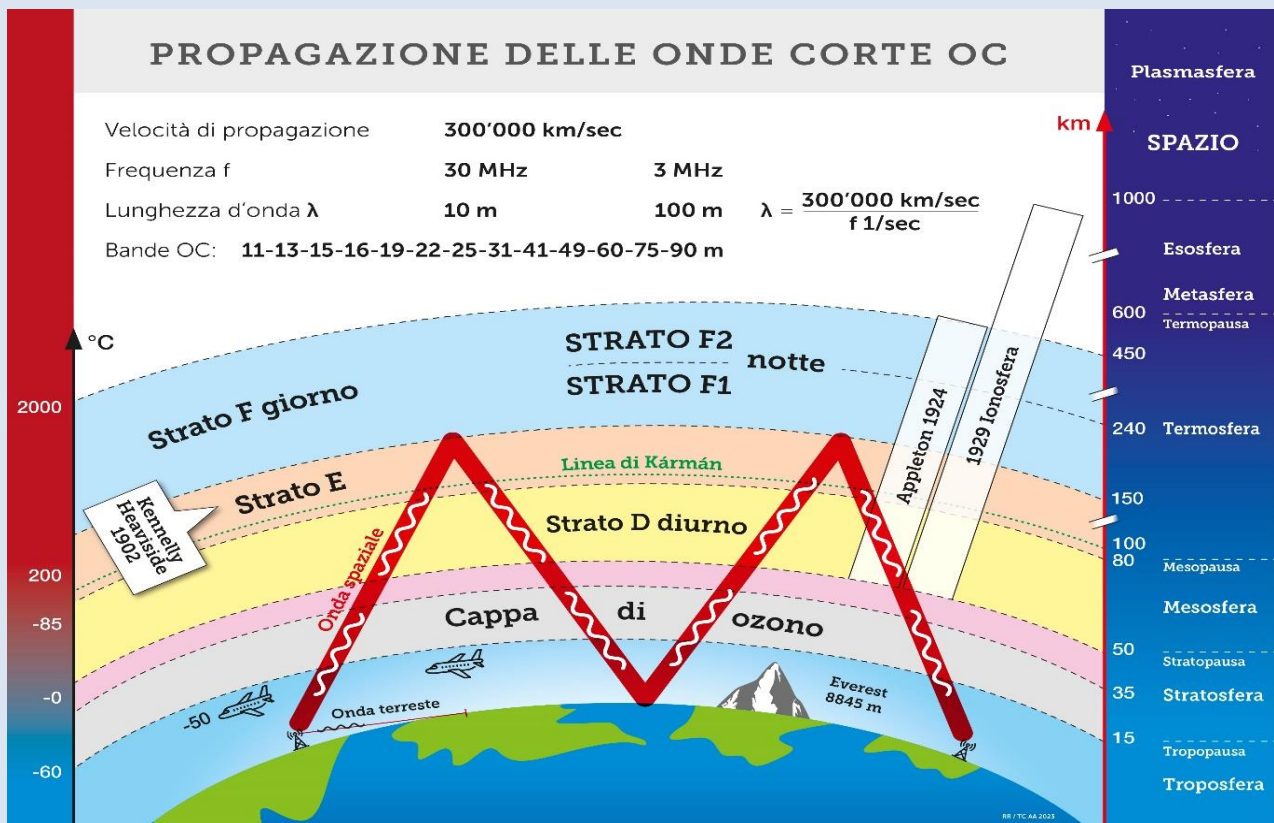 PROPAGAZIONE DELLE ONDE CORTE OC
Velocità di propagazione 300'000 km/sec
Frequenza f 30 MHz 3 MHz
Lunghezza d'onda λ 10 m 100 m λ = 300'000 km/sec
f 1/sec
Bande OC: 11-13-15-16-19-22-25-31-41-49-60-75-90 m
°C
2000
200
-85
-0
-60
STRATO F2
notte
STRATO F1
Strato F giorno
Strato E
Linea di Kármán
Kennelly
Heaviside
1902
Strato D diurno
Onda spaziale
Cappa di ozono
-50
Onda terreste
Everest
8845 m
Appleton 1924
1929 Ionosfera
RR / TC AA 2023
km
Plasmasfera
SPAZIO
1000
Esosfera
Metasfera
600
Termopausa
450
240 Termosfera
150
100
80
Mesopausa
Mesosfera
50
Stratopausa
35
Stratosfera
15
Tropopausa
Troposfera